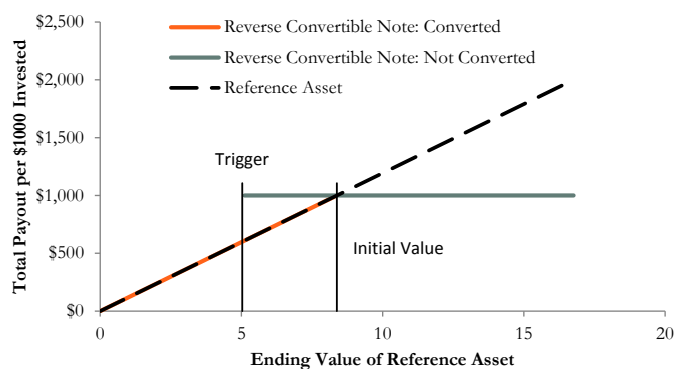 $2,500
Reverse Convertible Note: Converted
Reverse Convertible Note: Not Converted
Reference Asset
$2,000
$1,500
$1,000
$500
$0
Total Payout per $1000 Invested
Trigger
Initial Value
0 5 10 15 20
Ending Value of Reference Asset